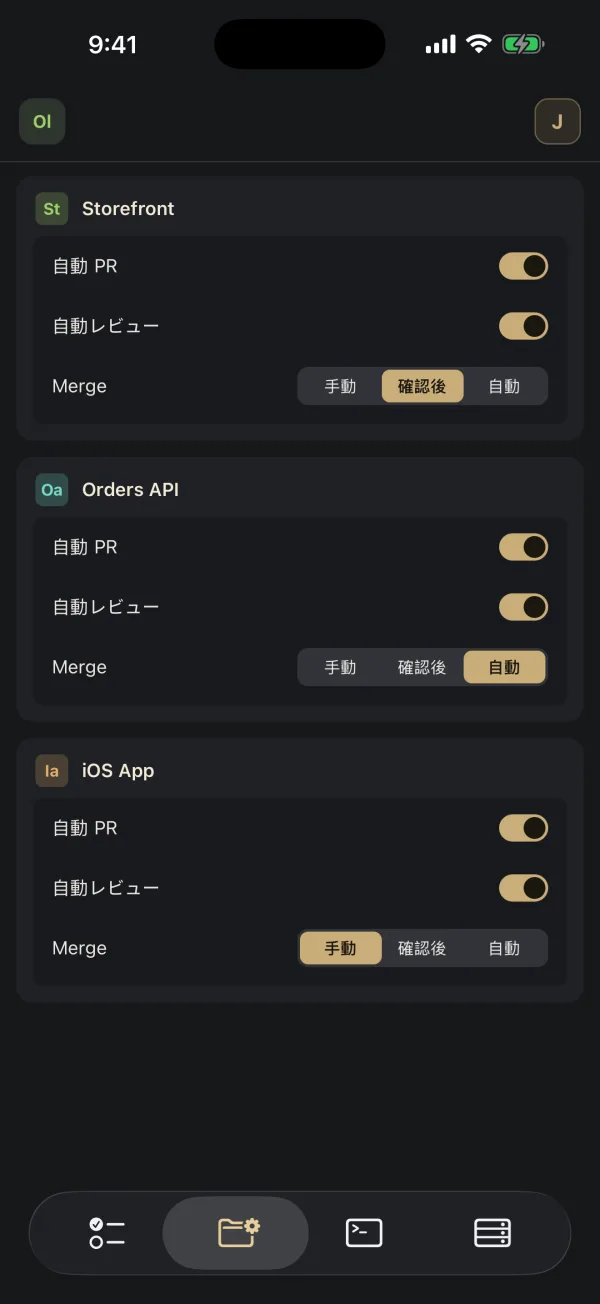 9:41
OI
J
St Storefront
自動 PR
自動レビュー
Merge 手動 確認後 自動
Oa Orders API
自動 PR
自動レビュー
Merge 手動 確認後 自動
Ia iOS App
自動 PR
自動レビュー
Merge 手動 確認後 自動